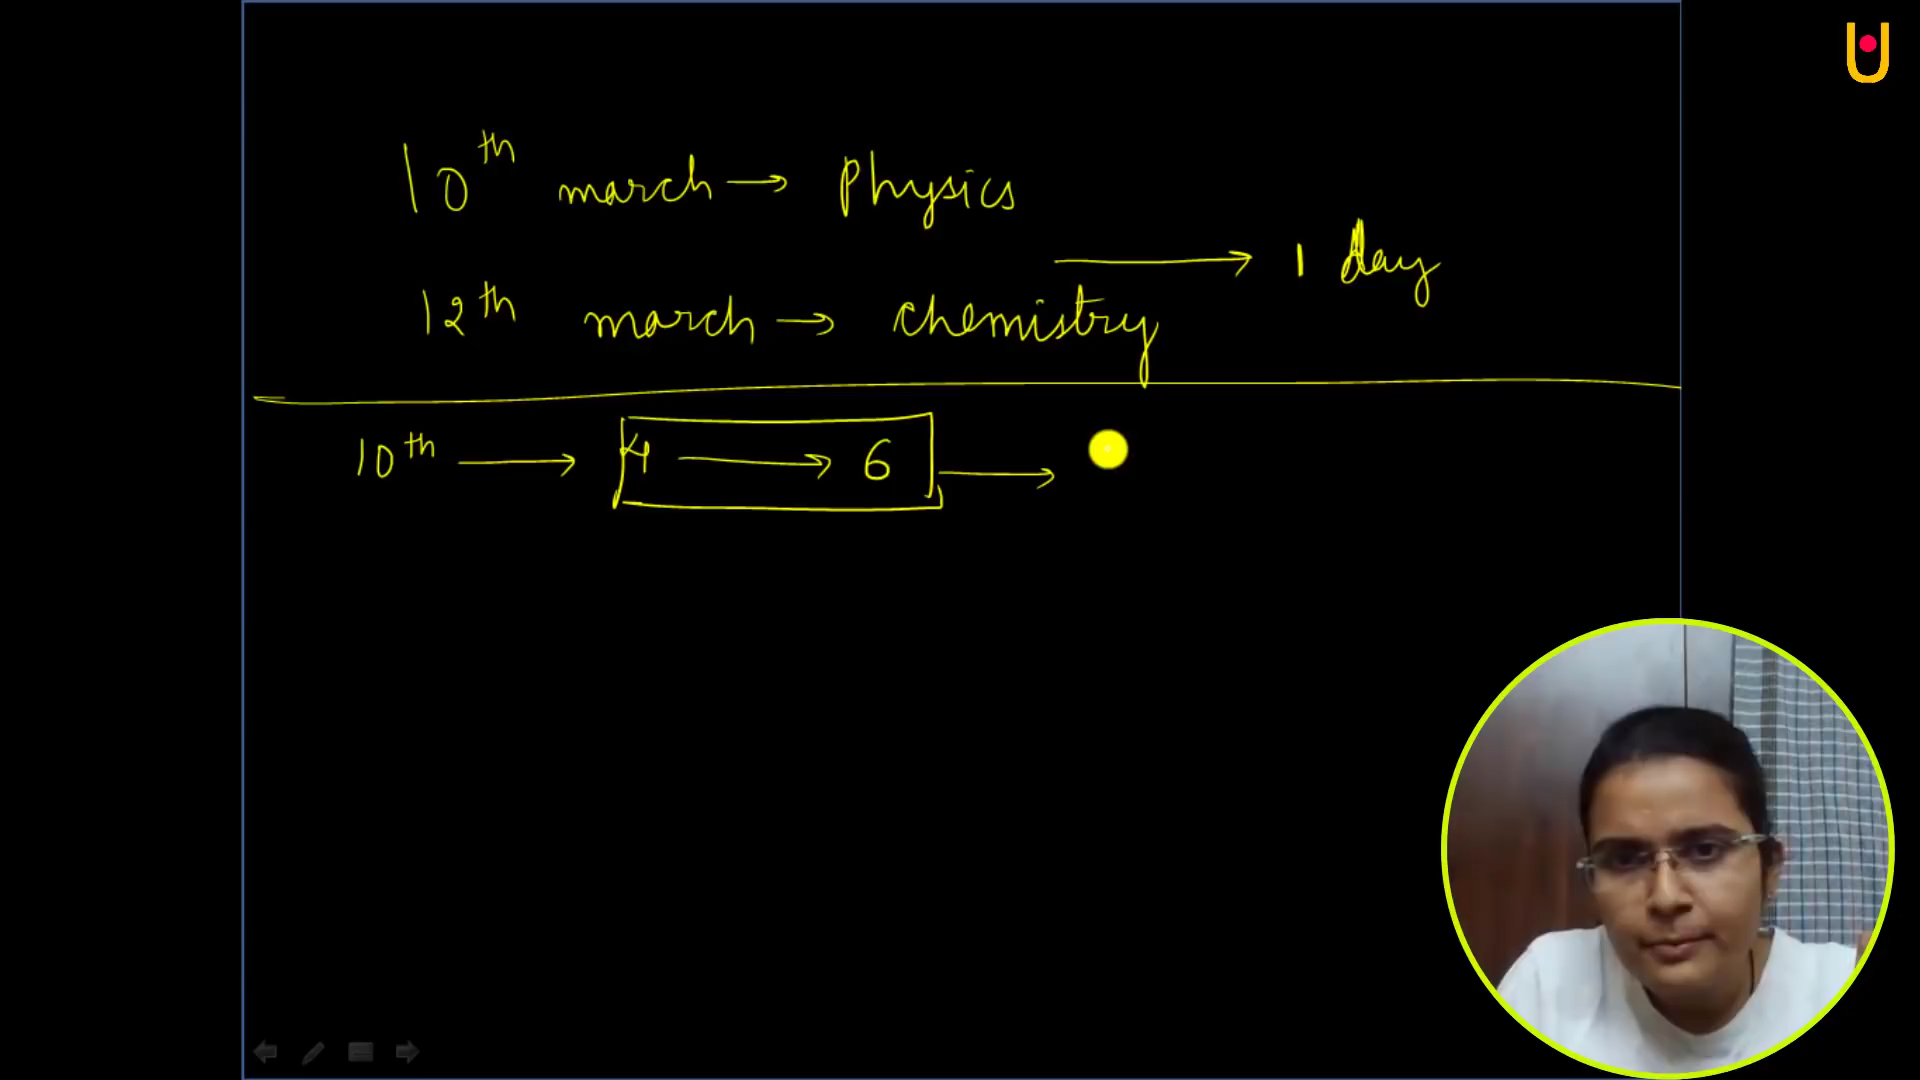 10th march → Physics
→ 1 day
12th march → chemistry
10th → 4 → 6 →